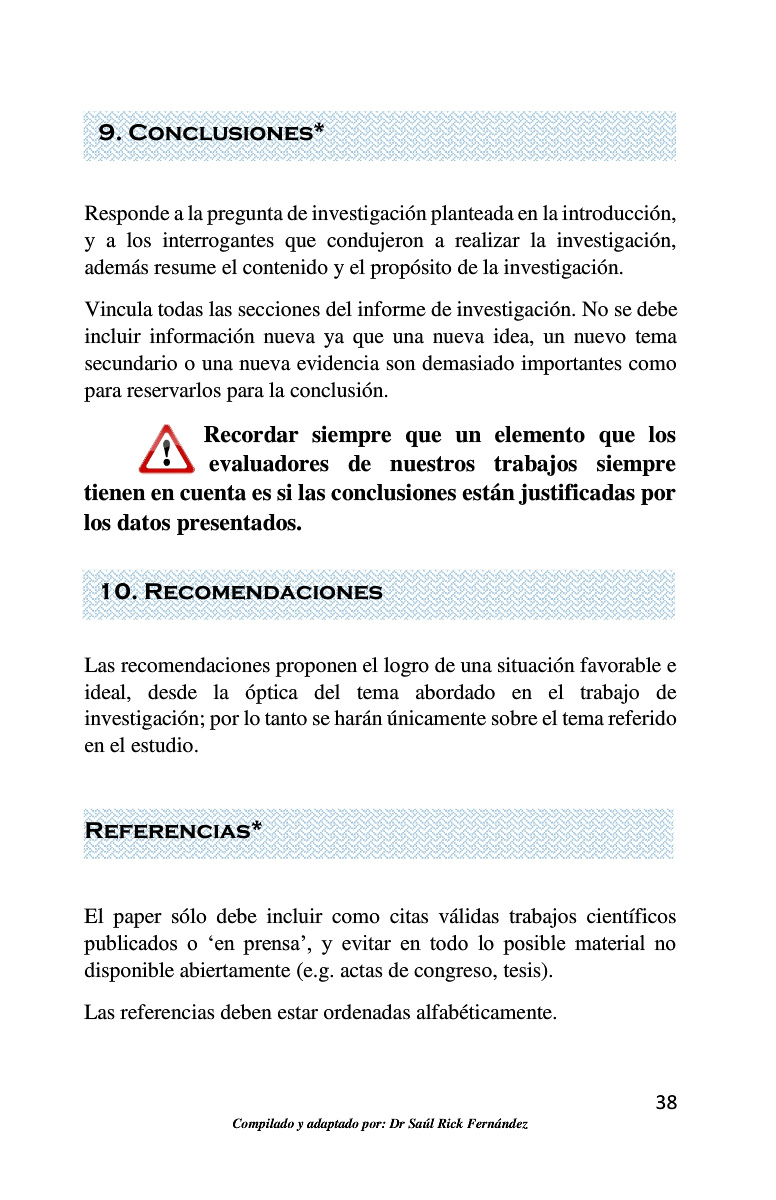 9. Conclusiones*
Responde a la pregunta de investigación planteada en la introducción,
y a los interrogantes que condujeron a realizar la investigación,
además resume el contenido y el propósito de la investigación.
Vincula todas las secciones del informe de investigación. No se debe
incluir información nueva ya que una nueva idea, un nuevo tema
secundario o una nueva evidencia son demasiado importantes como
para reservarlos para la conclusión.
Recordar siempre que un elemento que los
evaluadores de nuestros trabajos siempre
tienen en cuenta es si las conclusiones están justificadas por
los datos presentados.
10. Recomendaciones
Las recomendaciones proponen el logro de una situación favorable e
ideal, desde la óptica del tema abordado en el trabajo de
investigación; por lo tanto se harán únicamente sobre el tema referido
en el estudio.
Referencias*
El paper sólo debe incluir como citas válidas trabajos científicos
publicados o ‘en prensa’, y evitar en todo lo posible material no
disponible abiertamente (e.g. actas de congreso, tesis).
Las referencias deben estar ordenadas alfabéticamente.
38
Compilado y adaptado por: Dr Saúl Rick Fernández